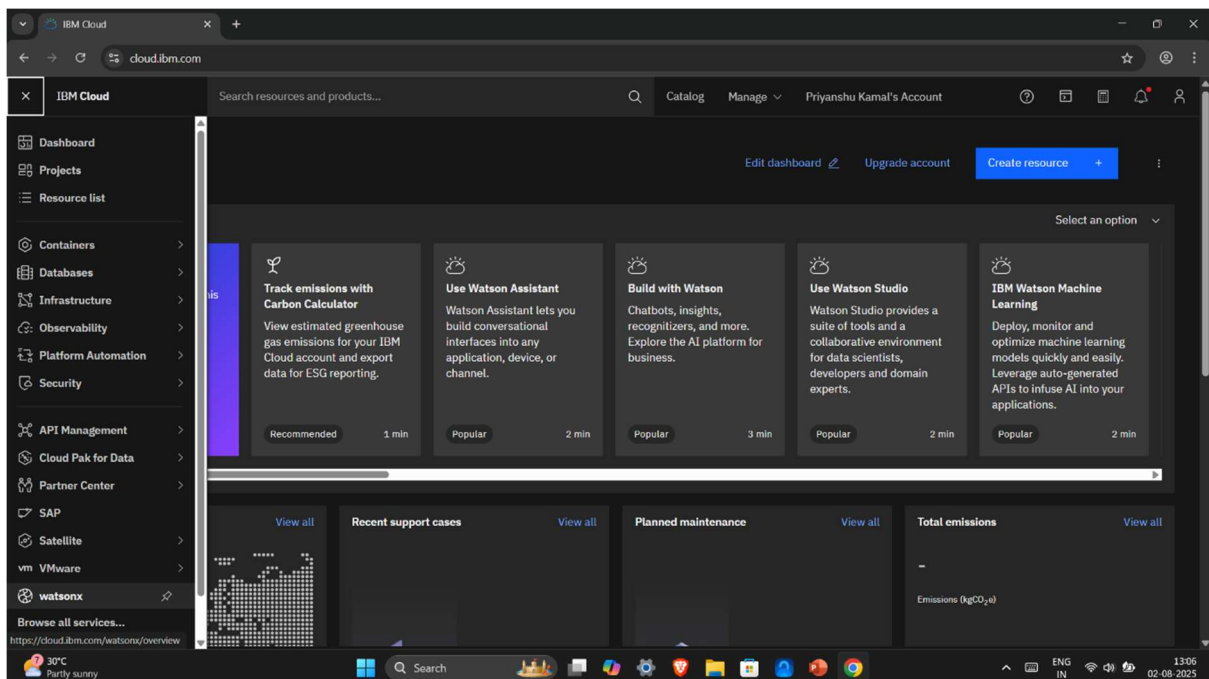 IBM Cloud
cloud.ibm.com
IBM Cloud
Search resources and products...
Catalog
Manage
Priyanshu Kamal's Account
Dashboard
Projects
Resource list
Containers
Databases
Infrastructure
Observability
Platform Automation
Security
API Management
Cloud Pak for Data
Partner Center
SAP
Satellite
vm VMware
watsonx
Browse all services...
https://cloud.ibm.com/watsonx/overview
Edit dashboard
Upgrade account
Create resource +
Select an option
his
Track emissions with
Carbon Calculator
View estimated greenhouse
gas emissions for your IBM
Cloud account and export
data for ESG reporting.
Recommended
1 min
Use Watson Assistant
Watson Assistant lets you
build conversational
interfaces into any
application, device, or
channel.
Popular
2 min
Build with Watson
Chatbots, insights,
recognitizers, and more.
Explore the AI platform for
business.
Popular
3 min
Use Watson Studio
Watson Studio provides a
suite of tools and a
collaborative environment
for data scientists,
developers and domain
experts.
Popular
2 min
IBM Watson Machine
Learning
Deploy, monitor and
optimize machine learning
models quickly and easily.
Leverage auto-generated
APIs to infuse AI into your
applications.
Popular
2 min
View all
Recent support cases
View all
Planned maintenance
View all
Total emissions
View all
-
Emissions (kgCO₂e)
7
30°C
Partly sunny
Search
ENG
IN
13:06
02-08-2025